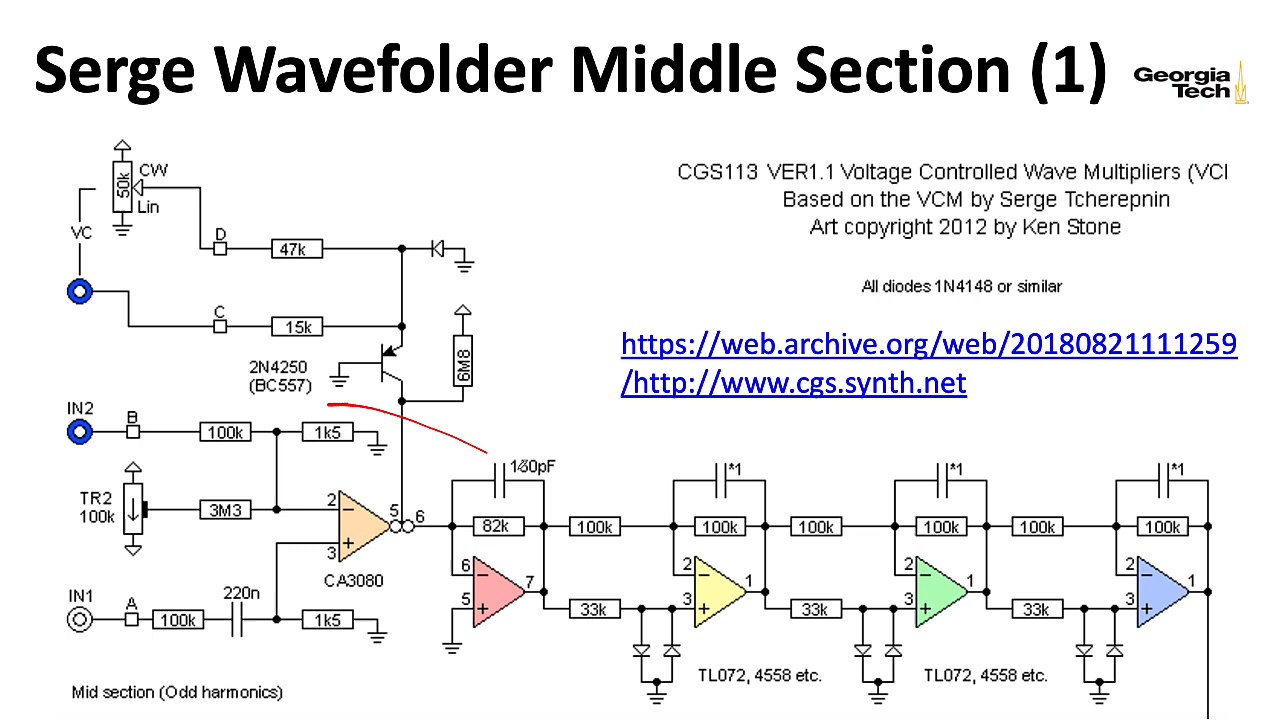 Serge Wavefolder Middle Section (1)
Georgia
Tech
CGS113 VER1.1 Voltage Controlled Wave Multipliers (VCI
Based on the VCM by Serge Tcherepnin
Art copyright 2012 by Ken Stone
All diodes 1N4148 or similar
https://web.archive.org/web/20180821111259
/http://www.cgs.synth.net
50k
CW
Lin
VC
D
47k
C
15k
2N4250
(BC557)
6M8
IN2
B
100k
1k5
TR2
100k
3M3
2
3
5
6
CA3080
IN1
A
100k
220n
1k5
82k
6
5
7
100k
33k
*1
100k
2
3
1
100k
33k
*1
100k
2
3
1
100k
33k
*1
100k
2
3
1
TL072, 4558 etc.
TL072, 4558 etc.
Mid section (Odd harmonics)